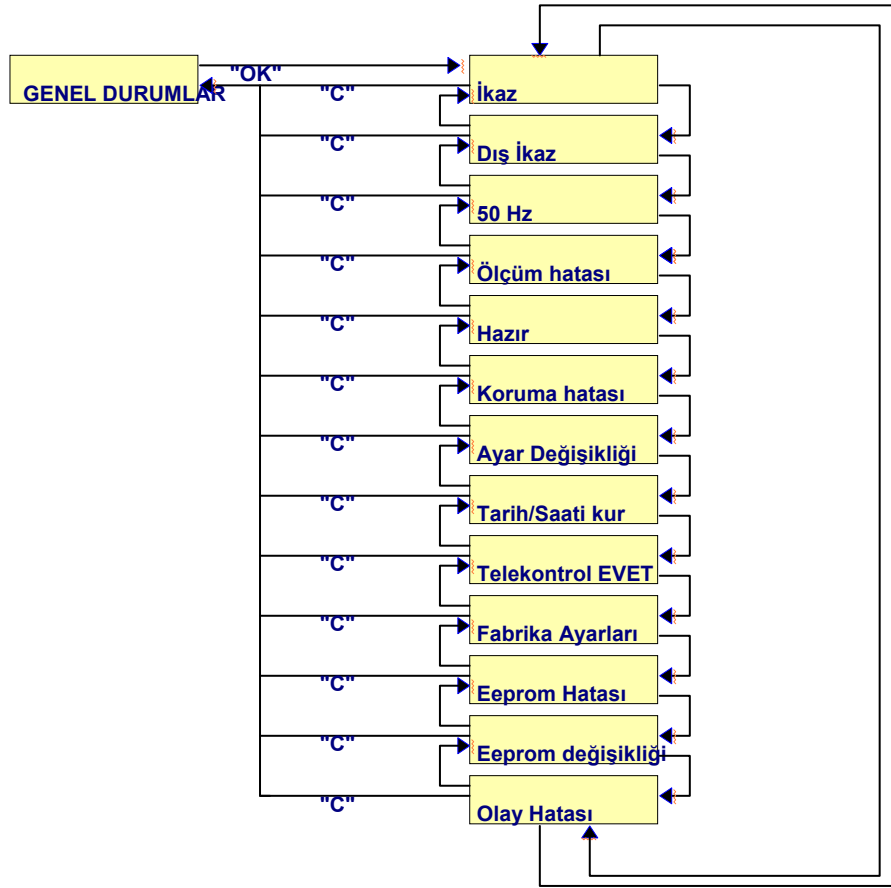 "OK"
GENEL DURUMLAR
"C"
İkaz
"C"
Dış İkaz
"C"
50 Hz
"C"
Ölçüm hatası
"C"
Hazır
"C"
Koruma hatası
"C"
Ayar Değişikliği
"C"
Tarih/Saati kur
"C"
Telekontrol EVET
"C"
Fabrika Ayarları
"C"
Eeprom Hatası
"C"
Eeprom değişikliği
"C"
Olay Hatası